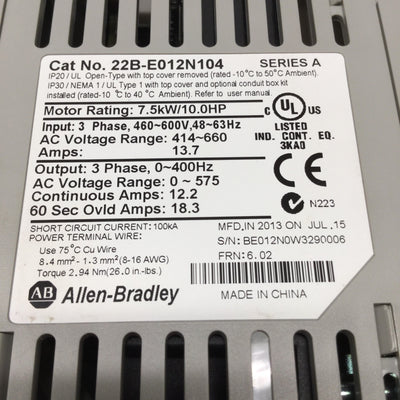 Cat No. 22B-E012N104 SERIES A
IP20 / UL Open-Type with top cover removed (rated -10°C to 50°C Ambient).
IP30 / NEMA 1 / UL Type 1 with top cover and optional conduit box kit
installed (rated-10 °C to 40 °C Ambient). Refer to user manual
Motor Rating: 7.5kW/10.0HP
Input: 3 Phase, 460~600V,48~63Hz
AC Voltage Range: 414~660
Amps: 13.7
Output: 3 Phase, 0~400Hz
AC Voltage Range: 0 ~ 575
Continuous Amps: 12.2
60 Sec Ovld Amps: 18.3
C UL US
LISTED
IND. CONT. EQ.
3KA0
N223
SHORT CIRCUIT CURRENT: 100kA
POWER TERMINAL WIRE:
Use 75°C Cu Wire
8.4 mm² - 1.3 mm² (8-16 AWG)
Torque 2.94 Nm(26.0 in.-lbs.)
MFD.IN 2013 ON JUL.15
S/N: BE012N0W3290006
FRN:6.02
AB Allen-Bradley
MADE IN CHINA